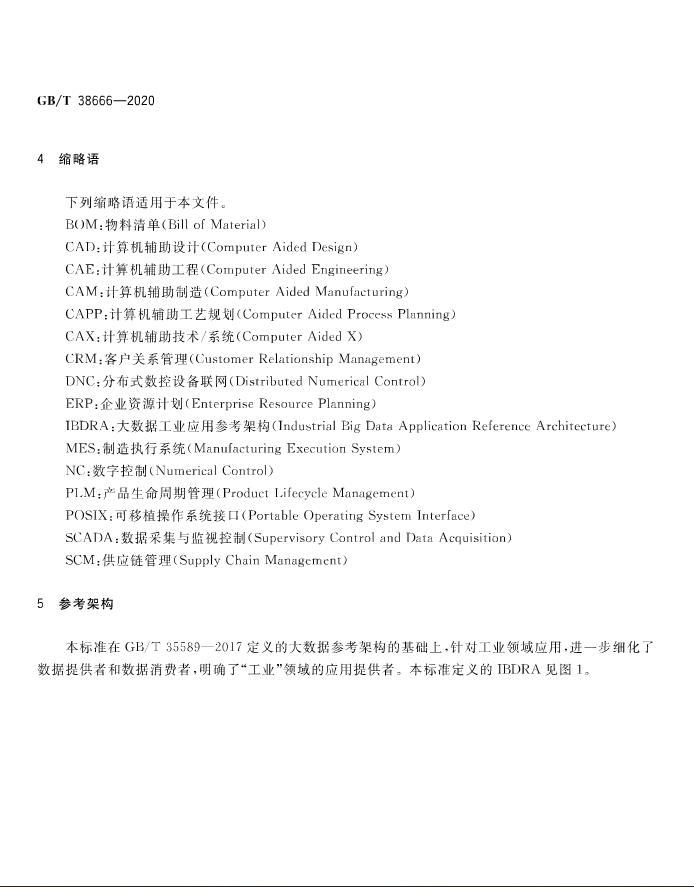 GB/T 38666—2020
4 缩略语
下列缩略语适用于本文件。
BOM:物料清单(Bill of Material)
CAD:计算机辅助设计(Computer Aided Design)
CAE:计算机辅助工程(Computer Aided Engineering)
CAM:计算机辅助制造(Computer Aided Manufacturing)
CAPP:计算机辅助工艺规划(Computer Aided Process Planning)
CAX:计算机辅助技术/系统(Computer Aided X)
CRM:客户关系管理(Customer Relationship Management)
DNC:分布式数控设备联网(Distributed Numerical Control)
ERP:企业资源计划(Enterprise Resource Planning)
IBDRA:大数据工业应用参考架构(Industrial Big Data Application Reference Architecture)
MES:制造执行系统(Manufacturing Execution System)
NC:数字控制(Numerical Control)
PLM:产品生命周期管理(Product Lifecycle Management)
POSIX:可移植操作系统接口(Portable Operating System Interface)
SCADA:数据采集与监视控制(Supervisory Control and Data Acquisition)
SCM:供应链管理(Supply Chain Management)
5 参考架构
本标准在 GB/T 35589—2017 定义的大数据参考架构的基础上,针对工业领域应用,进一步细化了
数据提供者和数据消费者,明确了“工业”领域的应用提供者。本标准定义的 IBDRA 见图 1。